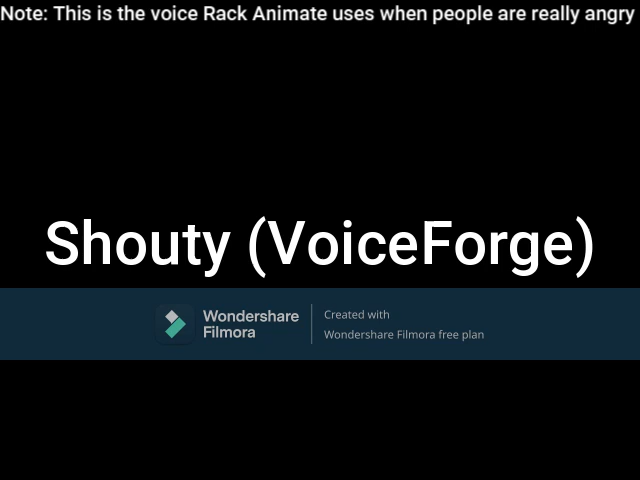 Note: This is the voice Rack Animate uses when people are really angry
Shouty (VoiceForge)
Wondershare
Filmora
Created with
Wondershare Filmora free plan